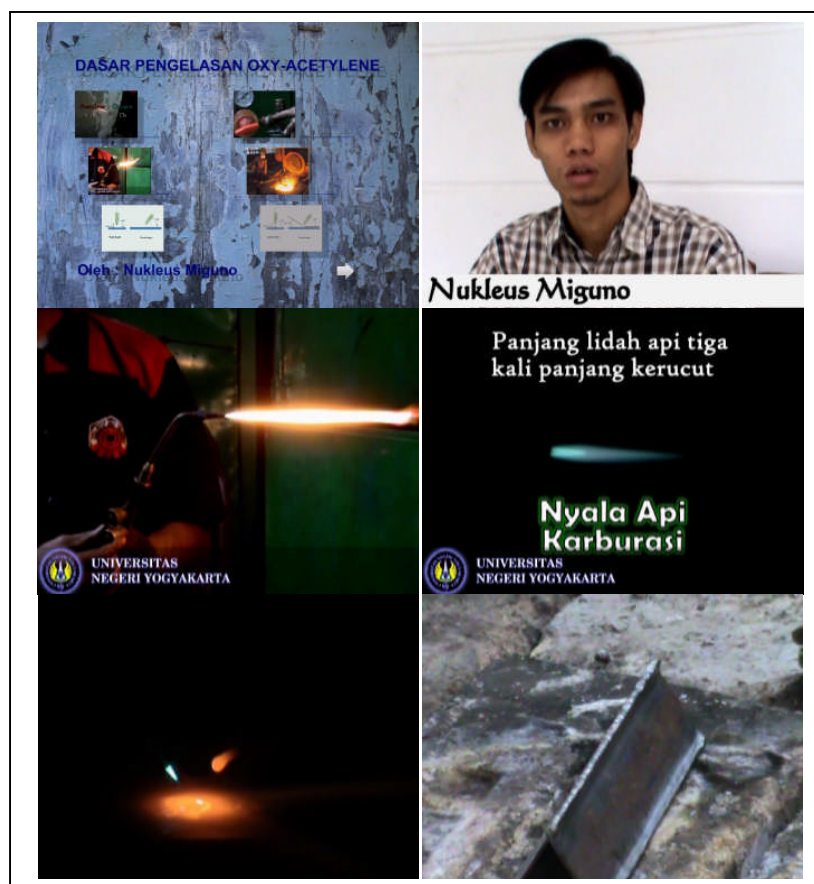 DASAR PENGELASAN OXY-ACETYLENE
Oleh : Nukleus Miguno
Nukleus Miguno
UNIVERSITAS
NEGERI YOGYAKARTA
Panjang lidah api tiga
kali panjang kerucut
Nyala Api
Karburasi
UNIVERSITAS
NEGERI YOGYAKARTA